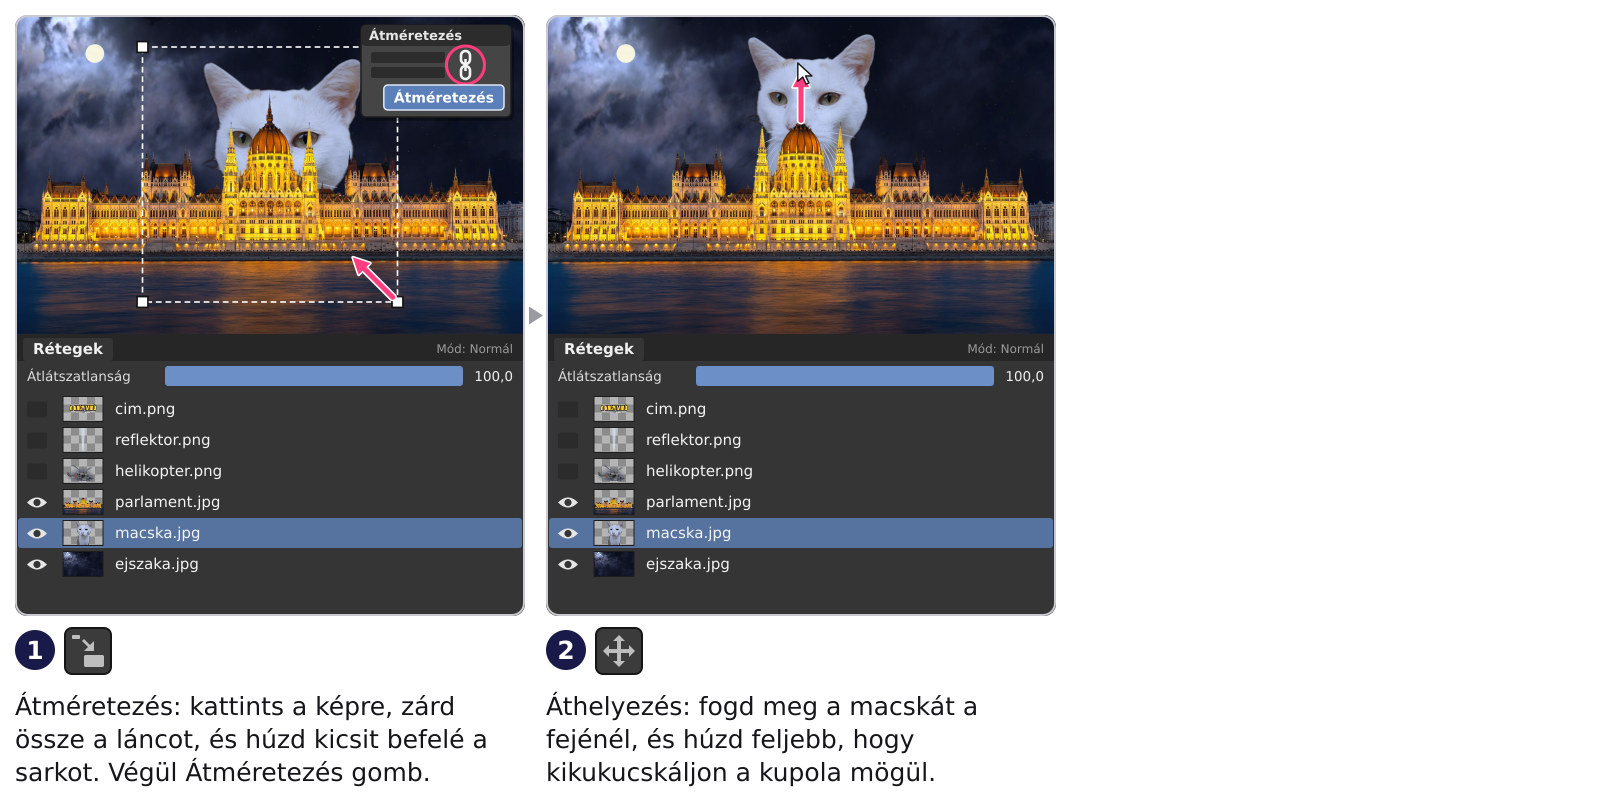 Átméretezés
Átméretezés
Rétegek
Mód: Normál
Átlátszatlanság
100,0
cim.png
reflektor.png
helikopter.png
parlament.jpg
macska.jpg
ejszaka.jpg
1
Átméretezés: kattints a képre, zárd
össze a láncot, és húzd kicsit befelé a
sarkot. Végül Átméretezés gomb.
Rétegek
Mód: Normál
Átlátszatlanság
100,0
cim.png
reflektor.png
helikopter.png
parlament.jpg
macska.jpg
ejszaka.jpg
2
Áthelyezés: fogd meg a macskát a
fejénél, és húzd feljebb, hogy
kikukucskáljon a kupola mögül.